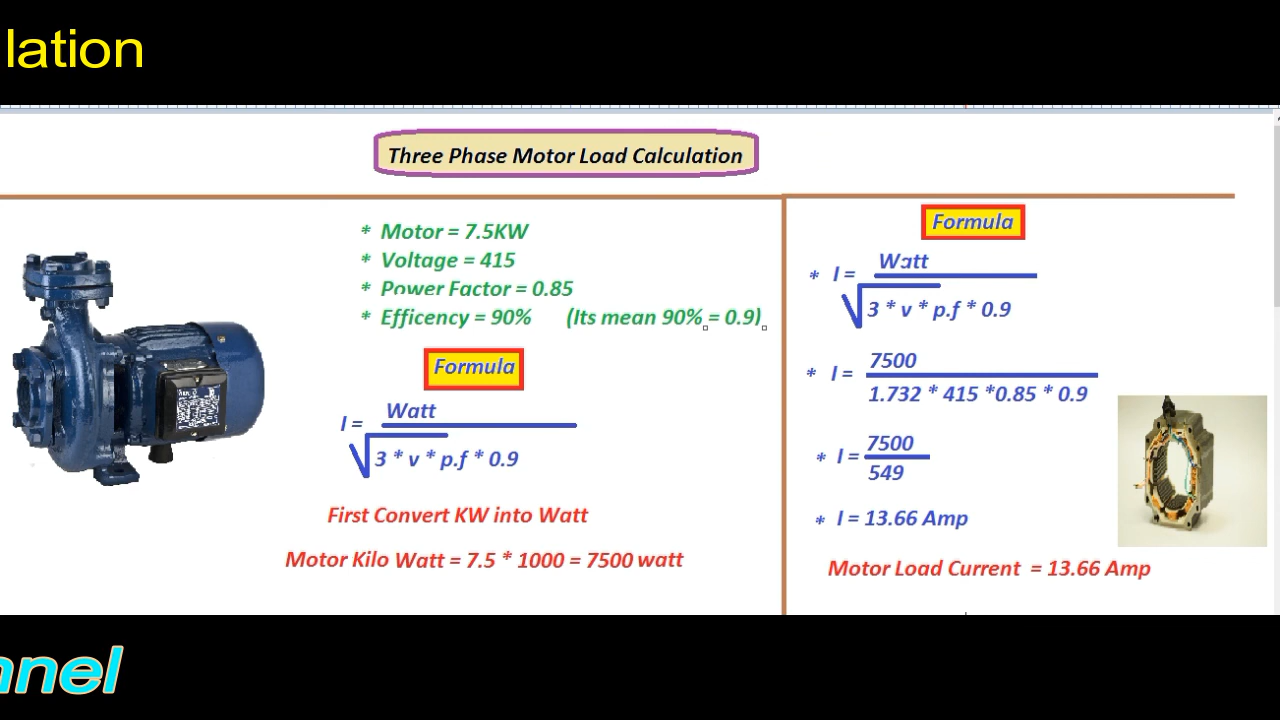 lation
Three Phase Motor Load Calculation
* Motor = 7.5KW
* Voltage = 415
* Power Factor = 0.85
* Efficency = 90% (Its mean 90% = 0.9)
Formula
I = Watt
√3 * v * p.f * 0.9
First Convert KW into Watt
Motor Kilo Watt = 7.5 * 1000 = 7500 watt
Formula
* I = Watt
√3 * v * p.f * 0.9
* I = 7500
1.732 * 415 *0.85 * 0.9
* I = 7500
549
* I = 13.66 Amp
Motor Load Current = 13.66 Amp
nnel